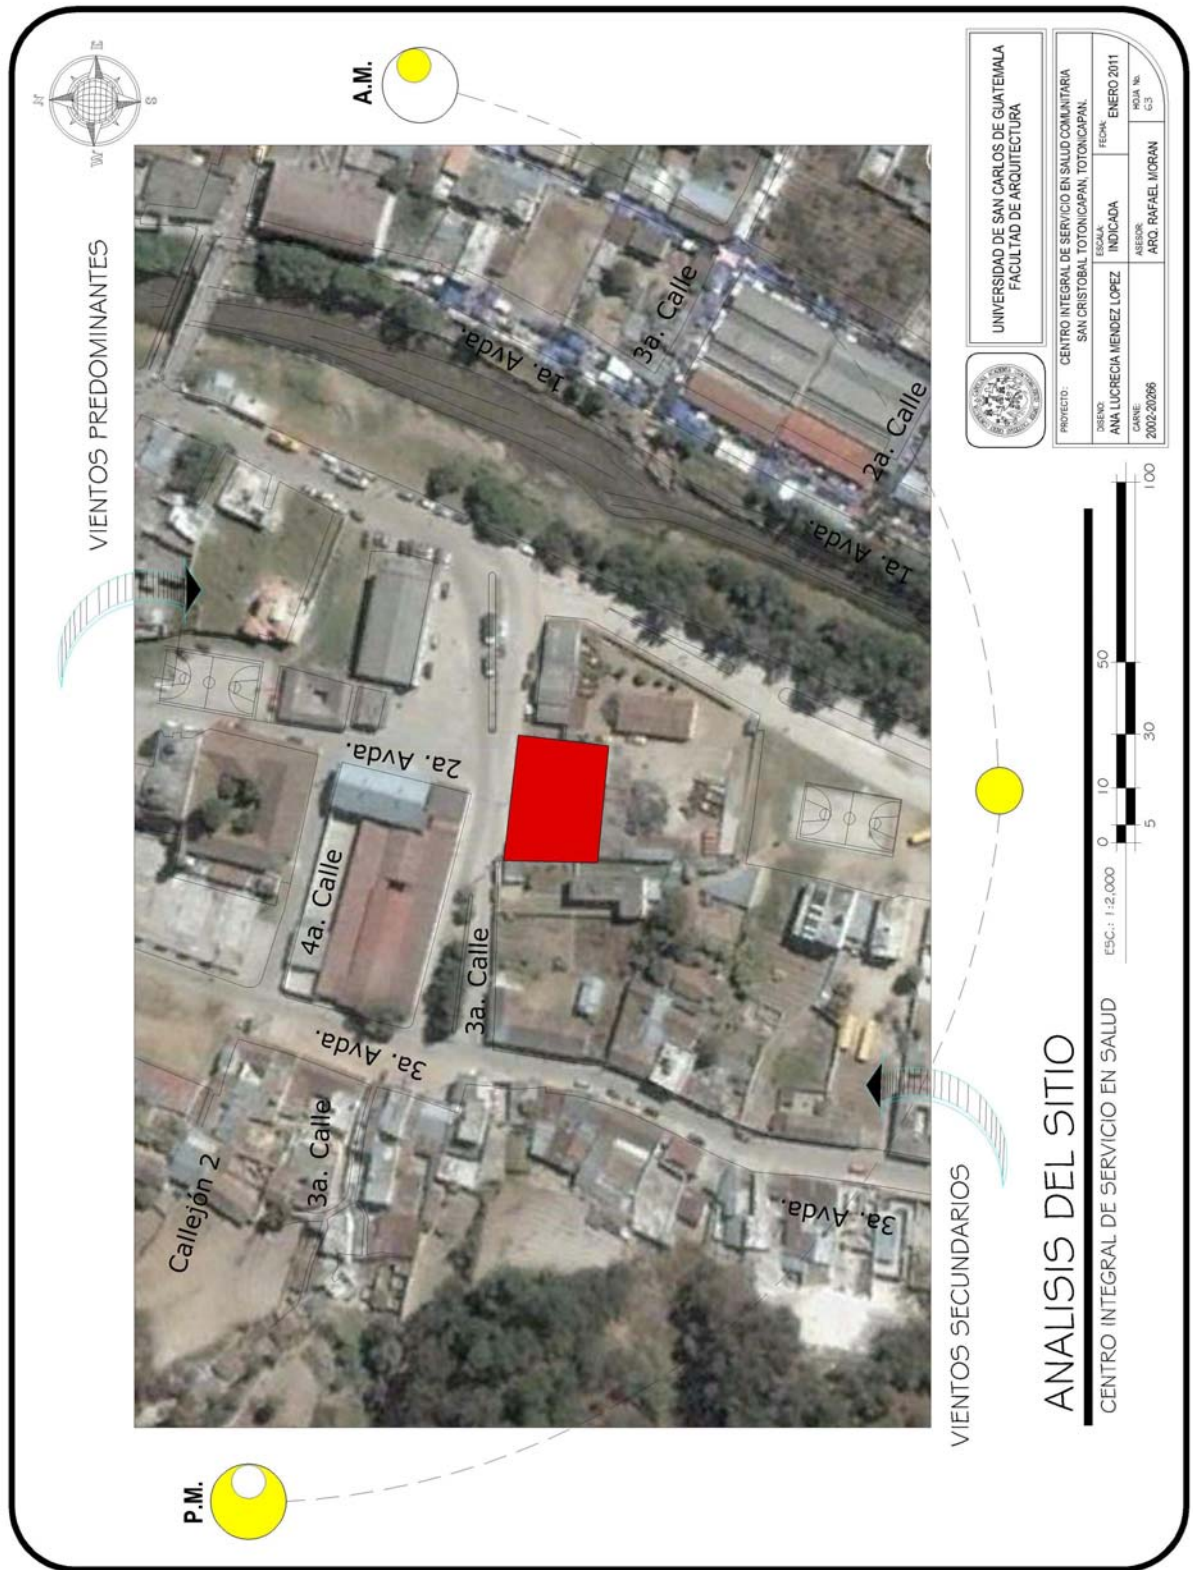 VIENTOS PREDOMINANTES
N
E
S
W
A.M.
P.M.
Callejón 2
3a. Calle
3a. Avda.
4a. Calle
2a. Avda.
3a. Calle
1a. Avda.
3a. Calle
2a. Calle
1a. Avda.
3a. Avda.
VIENTOS SECUNDARIOS
ANALISIS DEL SITIO
CENTRO INTEGRAL DE SERVICIO EN SALUD
ESC.: 1:2,000
0 10 30 50
5 100
UNIVERSIDAD DE SAN CARLOS DE GUATEMALA
FACULTAD DE ARQUITECTURA
PROYECTO: CENTRO INTEGRAL DE SERVICIO EN SALUD COMUNITARIA
SAN CRISTOBAL TOTONICAPAN, TOTONICAPAN.
DISENO: ANA LUCRECIA MENDEZ LOPEZ
ESCALA: INDICADA
FECHA: ENERO 2011
CARNE: 2002-20266
ASESOR: ARQ. RAFAEL MORAN
HOJA No. 63